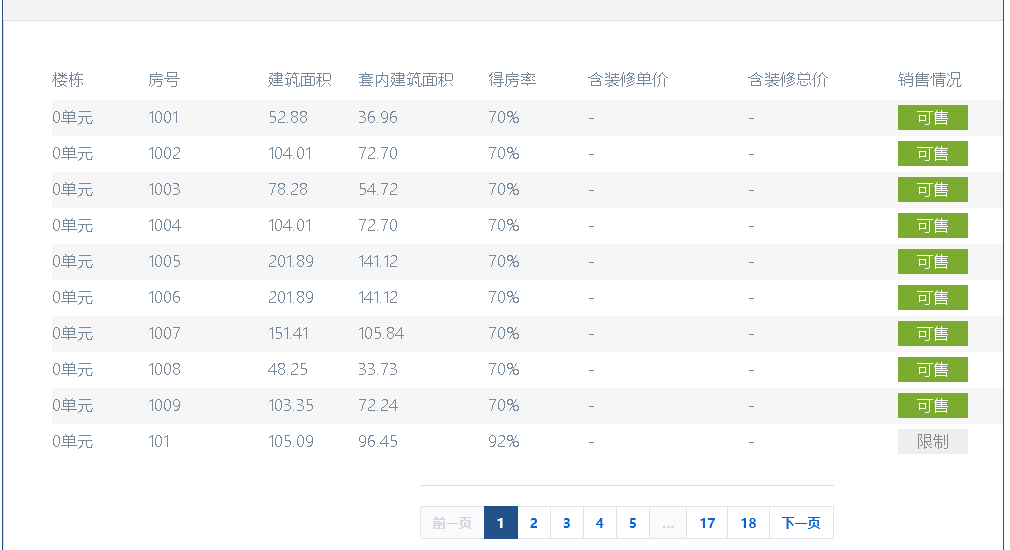 楼栋 房号 建筑面积 套内建筑面积 得房率 含装修单价 含装修总价 销售情况
0单元 1001 52.88 36.96 70% - - 可售
0单元 1002 104.01 72.70 70% - - 可售
0单元 1003 78.28 54.72 70% - - 可售
0单元 1004 104.01 72.70 70% - - 可售
0单元 1005 201.89 141.12 70% - - 可售
0单元 1006 201.89 141.12 70% - - 可售
0单元 1007 151.41 105.84 70% - - 可售
0单元 1008 48.25 33.73 70% - - 可售
0单元 1009 103.35 72.24 70% - - 可售
0单元 101 105.09 96.45 92% - - 限制
前一页 1 2 3 4 5 ... 17 18 下一页